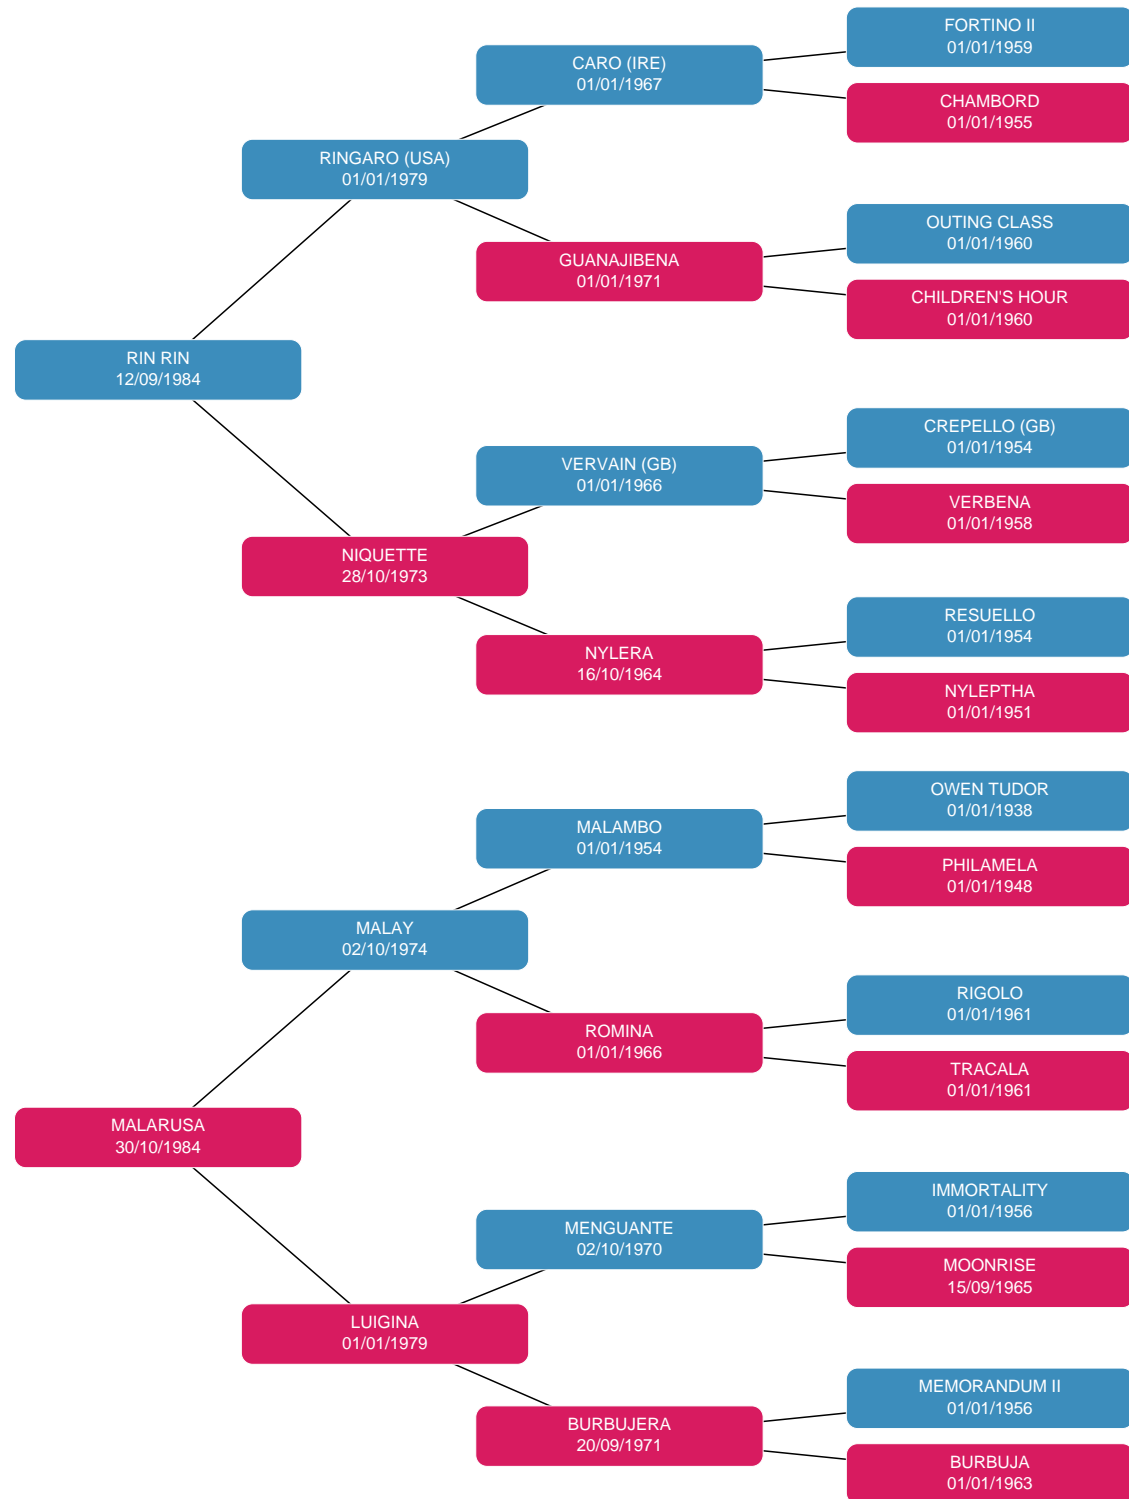 FORTINO II
01/01/1959
CARO (IRE)
01/01/1967
CHAMBORD
01/01/1955
RINGARO (USA)
01/01/1979
OUTING CLASS
01/01/1960
GUANAJIBENA
01/01/1971
CHILDREN'S HOUR
01/01/1960
RIN RIN
12/09/1984
CREPELLO (GB)
01/01/1954
VERVAIN (GB)
01/01/1966
VERBENA
01/01/1958
NIQUETTE
28/10/1973
RESUELLO
01/01/1954
NYLERA
16/10/1964
NYLEPTHA
01/01/1951
OWEN TUDOR
01/01/1938
MALAMBO
01/01/1954
PHILAMELA
01/01/1948
MALAY
02/10/1974
RIGOLO
01/01/1961
ROMINA
01/01/1966
TRACALA
01/01/1961
MALARUSA
30/10/1984
IMMORTALITY
01/01/1956
MENGUANTE
02/10/1970
MOONRISE
15/09/1965
LUIGINA
01/01/1979
MEMORANDUM II
01/01/1956
BURBUJERA
20/09/1971
BURBUJA
01/01/1963